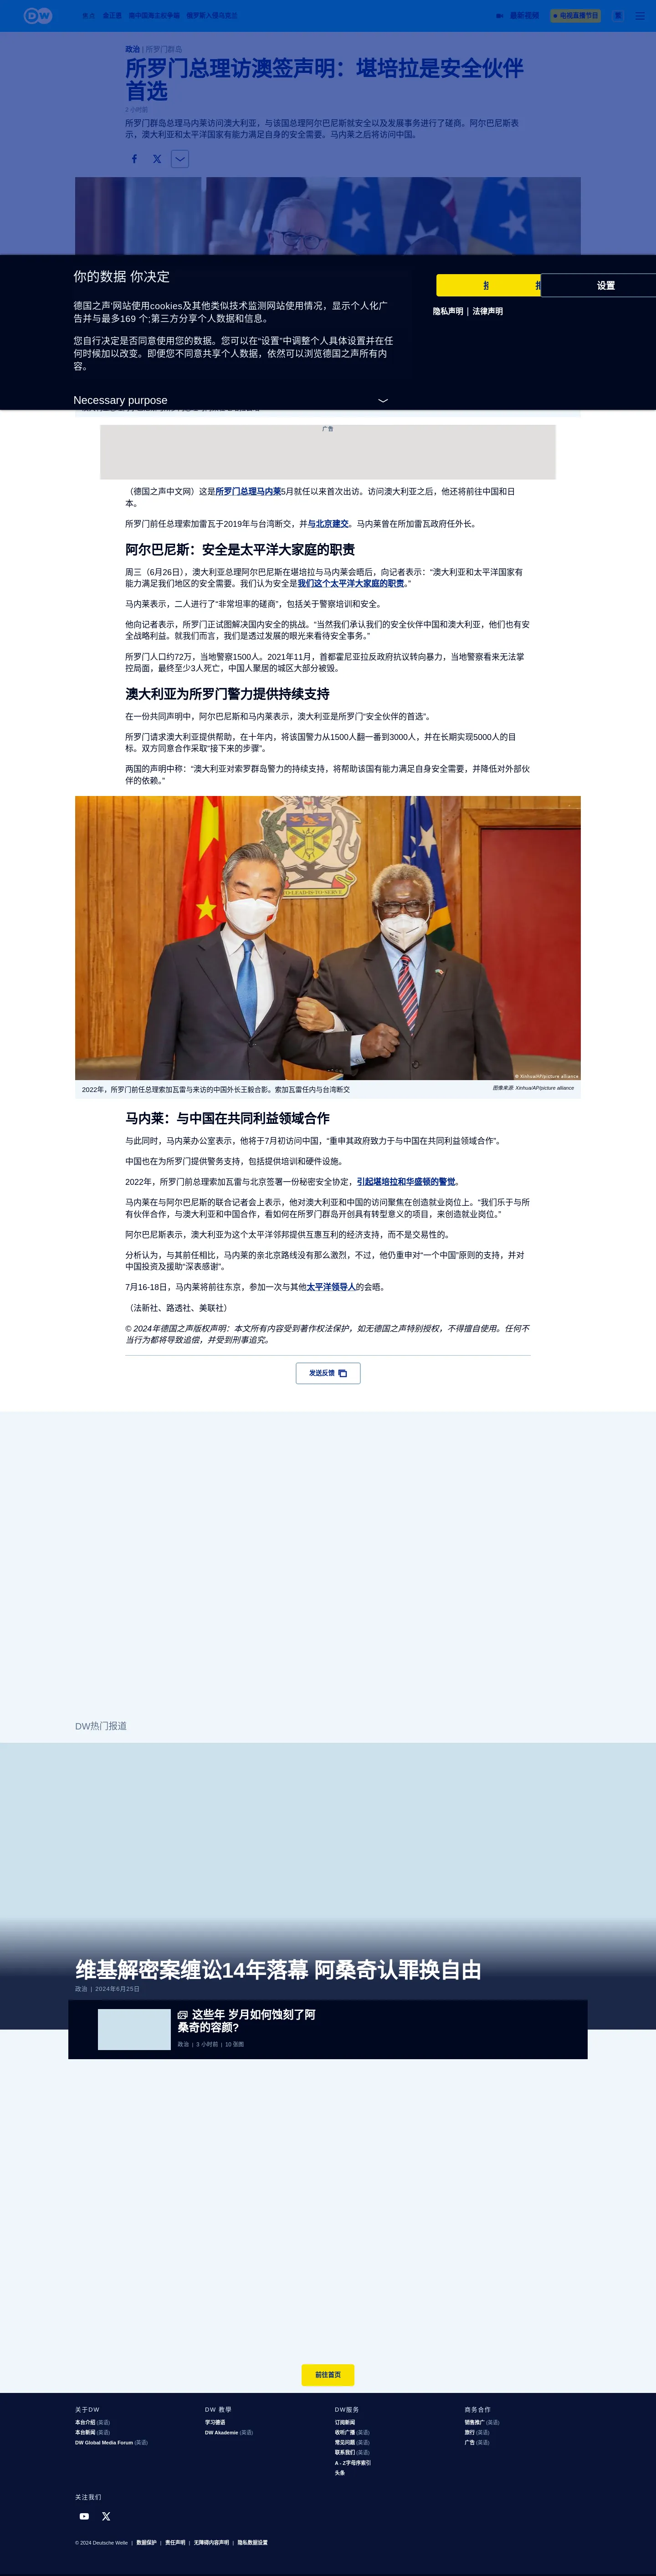 DW
最新视频
电视直播节目
政治 | 所罗门群岛
所罗门总理访澳签声明：堪培拉是安全伙伴
首选
2 小时前
所罗门群岛总理马内莱访问澳大利亚，与该国总理阿尔巴尼斯就安全以及发展事务进行了磋商。阿尔巴尼斯表
示，澳大利亚和太平洋国家有能力满足自身的安全需要。马内莱之后将访问中国。
你的数据 你决定
设置
德国之声'网站使用cookies及其他类似技术监测网站使用情况，显示个人化广
告并与最多169 个;第三方分享个人数据和信息。
隐私声明 | 法律声明
您自行决定是否同意使用您的数据。您可以在“设置”中调整个人具体设置并在任
何时候加以改变。即便您不同意共享个人数据，依然可以浏览德国之声所有内
容。
Necessary purpose
广告
（德国之声中文网）这是所罗门总理马内莱5月就任以来首次出访。访问澳大利亚之后，他还将前往中国和日
本。
所罗门前任总理索加雷瓦于2019年与台湾断交，并与北京建交。马内莱曾在所加雷瓦政府任外长。
阿尔巴尼斯：安全是太平洋大家庭的职责
周三（6月26日），澳大利亚总理阿尔巴尼斯在堪培拉与马内莱会晤后，向记者表示：“澳大利亚和太平洋国家有
能力满足我们地区的安全需要。我们认为安全是我们这个太平洋大家庭的职责。”
马内莱表示，二人进行了“非常坦率的磋商”，包括关于警察培训和安全。
他向记者表示，所罗门正试图解决国内安全的挑战。“当然我们承认我们的安全伙伴中国和澳大利亚，他们也有安
全战略利益。就我们而言，我们是透过发展的眼光来看待安全事务。”
所罗门人口约72万，当地警察1500人。2021年11月，首都霍尼亚拉反政府抗议转向暴力，当地警察看来无法掌
控局面，最终至少3人死亡，中国人聚居的城区大部分被毁。
澳大利亚为所罗门警力提供持续支持
在一份共同声明中，阿尔巴尼斯和马内莱表示，澳大利亚是所罗门“安全伙伴的首选”。
所罗门请求澳大利亚提供帮助，在十年内，将该国警力从1500人翻一番到3000人，并在长期实现5000人的目
标。双方同意合作采取“接下来的步骤”。
两国的声明中称：“澳大利亚对索罗群岛警力的持续支持，将帮助该国有能力满足自身安全需要，并降低对外部伙
伴的依赖。”
TO LEAD IS TO SERVE
© Xinhua/AP/picture alliance
2022年，所罗门前任总理索加瓦雷与来访的中国外长王毅合影。索加瓦雷任内与台湾断交
图像来源: Xinhua/AP/picture alliance
马内莱：与中国在共同利益领域合作
与此同时，马内莱办公室表示，他将于7月初访问中国，“重申其政府致力于与中国在共同利益领域合作”。
中国也在为所罗门提供警务支持，包括提供培训和硬件设施。
2022年，所罗门前总理索加瓦雷与北京签署一份秘密安全协定，引起堪培拉和华盛顿的警觉。
马内莱在与阿尔巴尼斯的联合记者会上表示，他对澳大利亚和中国的访问聚焦在创造就业岗位上。“我们乐于与所
有伙伴合作，与澳大利亚和中国合作，看如何在所罗门群岛开创具有转型意义的项目，来创造就业岗位。”
阿尔巴尼斯表示，澳大利亚为这个太平洋邻邦提供互惠互利的经济支持，而不是交易性的。
分析认为，与其前任相比，马内莱的亲北京路线没有那么激烈，不过，他仍重申对“一个中国”原则的支持，并对
中国投资及援助“深表感谢”。
7月16-18日，马内莱将前往东京，参加一次与其他太平洋领导人的会晤。
（法新社、路透社、美联社）
© 2024年德国之声版权声明：本文所有内容受到著作权法保护，如无德国之声特别授权，不得擅自使用。任何不
当行为都将导致追偿，并受到刑事追究。
发送反馈
DW热门报道
维基解密案缠讼14年落幕 阿桑奇认罪换自由
政治 | 2024年6月25日
这些年 岁月如何蚀刻了阿
桑奇的容颜?
政治 | 3 小时前 | 10 张图
前往首页
关于DW
本台介绍 (英语)
本台新闻 (英语)
DW Global Media Forum (英语)
DW 教學
学习德语
DW Akademie (英语)
DW服务
订阅新闻
收听广播 (英语)
常见问题 (英语)
联系我们 (英语)
A - Z字母序索引
头条
商务合作
销售推广 (英语)
旅行 (英语)
广告 (英语)
关注我们
© 2024 Deutsche Welle | 数据保护 | 责任声明 | 无障碍内容声明 | 隐私数据设置